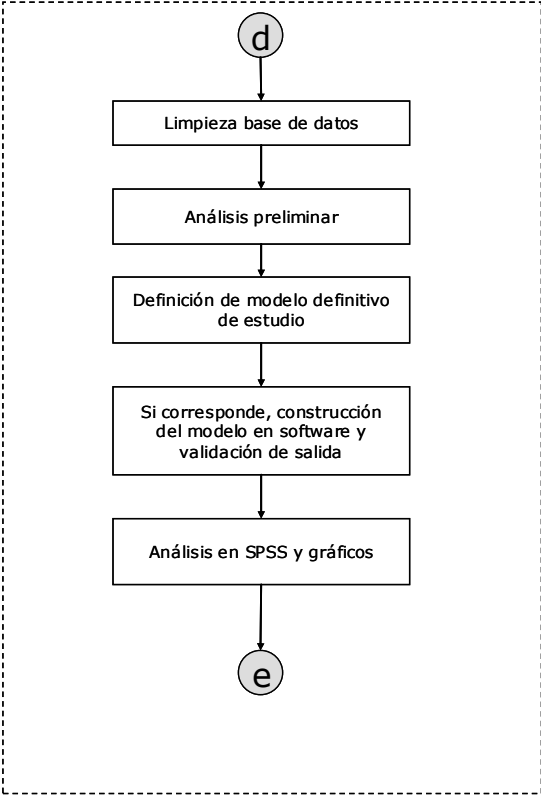 d
Limpieza base de datos
Análisis preliminar
Definición de modelo definitivo
de estudio
Si corresponde, construcción
del modelo en software y
validación de salida
Análisis en SPSS y gráficos
e